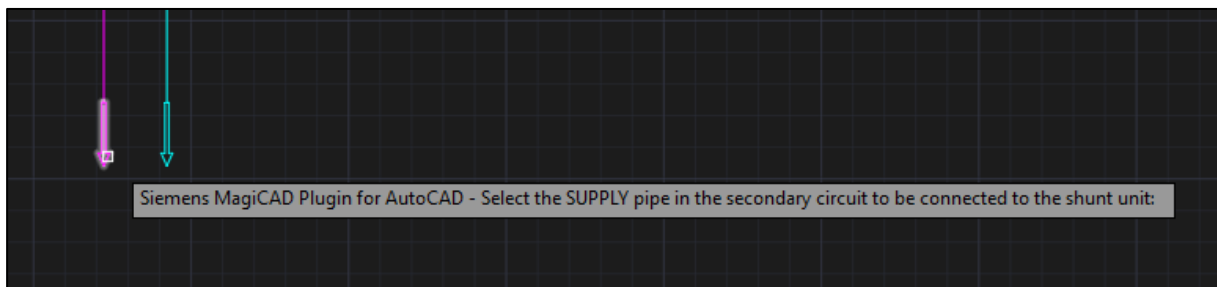 Siemens MagiCAD Plugin for AutoCAD - Select the SUPPLY pipe in the secondary circuit to be connected to the shunt unit: